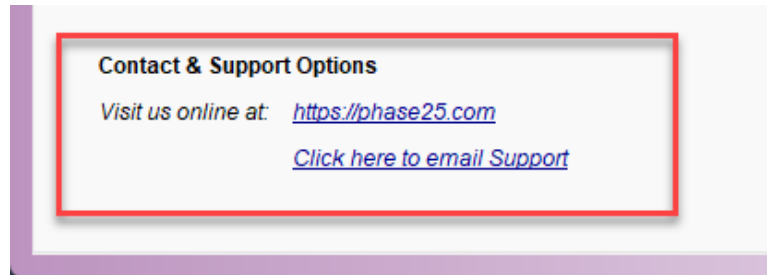 Contact & Support Options
Visit us online at: https://phase25.com
Click here to email Support